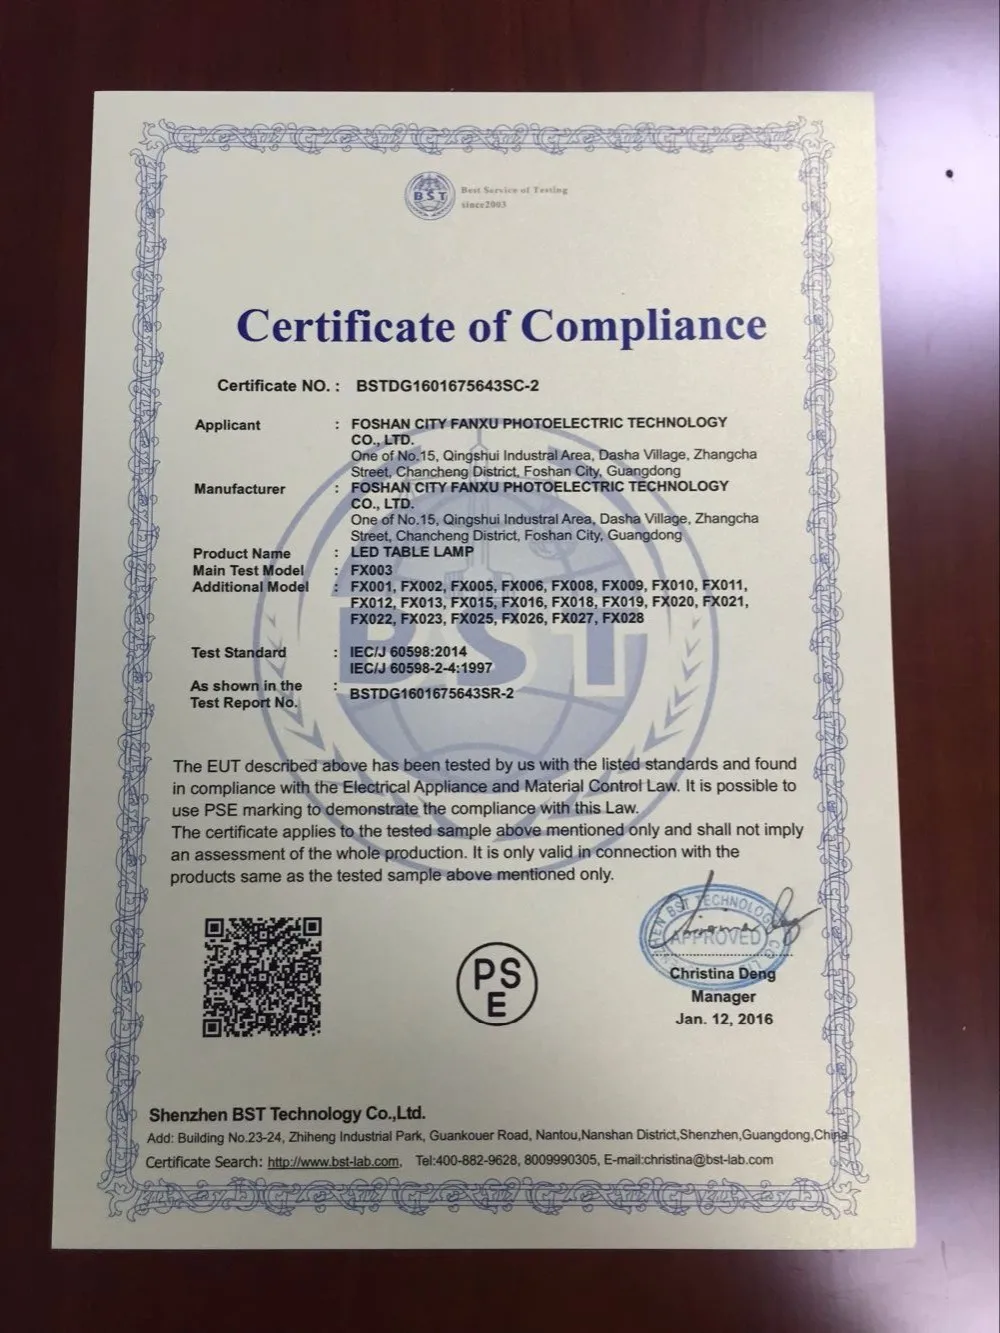 BST
Best Service of Testing
since2003
Certificate of Compliance
Certificate NO. : BSTDG1601675643SC-2
Applicant : FOSHAN CITY FANXU PHOTOELECTRIC TECHNOLOGY
CO., LTD.
One of No.15, Qingshui Industral Area, Dasha Village, Zhangcha
Street, Chancheng District, Foshan City, Guangdong
Manufacturer : FOSHAN CITY FANXU PHOTOELECTRIC TECHNOLOGY
CO., LTD.
One of No.15, Qingshui Industral Area, Dasha Village, Zhangcha
Street, Chancheng District, Foshan City, Guangdong
Product Name : LED TABLE LAMP
Main Test Model : FX003
Additional Model : FX001, FX002, FX005, FX006, FX008, FX009, FX010, FX011,
FX012, FX013, FX015, FX016, FX018, FX019, FX020, FX021,
FX022, FX023, FX025, FX026, FX027, FX028
Test Standard : IEC/J 60598:2014
IEC/J 60598-2-4:1997
As shown in the :
Test Report No. BSTDG1601675643SR-2
BST
The EUT described above has been tested by us with the listed standards and found
in compliance with the Electrical Appliance and Material Control Law. It is possible to
use PSE marking to demonstrate the compliance with this Law.
The certificate applies to the tested sample above mentioned only and shall not imply
an assessment of the whole production. It is only valid in connection with the
products same as the tested sample above mentioned only.
PS
E
BST TECHNOLOG
APPROVED
Christina Deng
Manager
Jan. 12, 2016
Shenzhen BST Technology Co.,Ltd.
Add: Building No.23-24, Zhiheng Industrial Park, Guankouer Road, Nantou,Nanshan District,Shenzhen,Guangdong,China
Certificate Search: http://www.bst-lab.com, Tel:400-882-9628, 8009990305, E-mail:christina@bst-lab.com